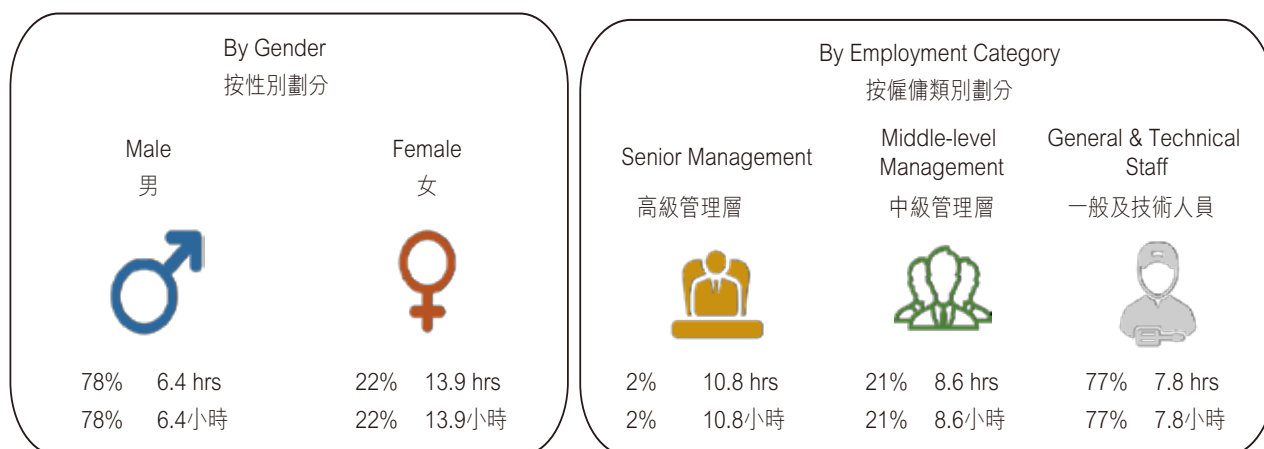 By Gender
按性別劃分
Male
男
Female
女
78% 6.4 hrs
78% 6.4小時
22% 13.9 hrs
22% 13.9小時
By Employment Category
按僱傭類別劃分
Senior Management
高級管理層
Middle-level
Management
中級管理層
General & Technical
Staff
一般及技術人員
2% 10.8 hrs
2% 10.8小時
21% 8.6 hrs
21% 8.6小時
77% 7.8 hrs
77% 7.8小時